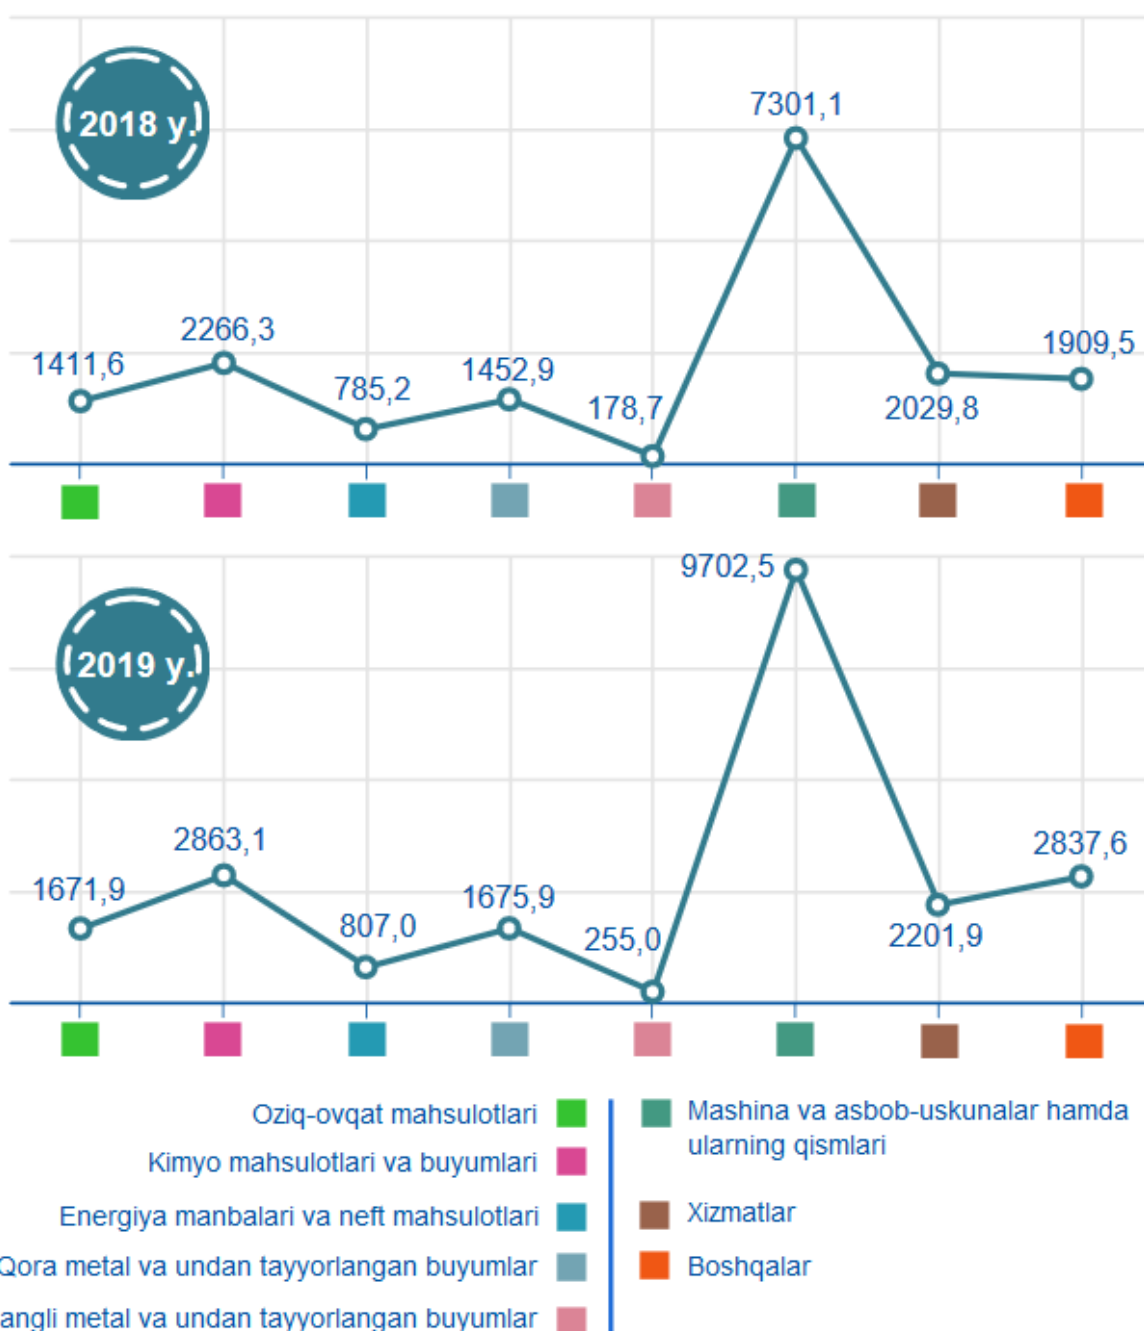 2018 y.
7301,1
1411,6
2266,3
785,2
1452,9
178,7
2029,8
1909,5
2019 y.
9702,5
1671,9
2863,1
807,0
1675,9
255,0
2201,9
2837,6
Oziq-ovqat mahsulotlari
Kimyo mahsulotlari va buyumlari
Energiya manbalari va neft mahsulotlari
Qora metal va undan tayyorlangan buyumlar
metal va undan tayyorlangan buyumlar
Mashina va asbob-uskunalar hamda
ularning qismlari
Xizmatlar
Boshqalar